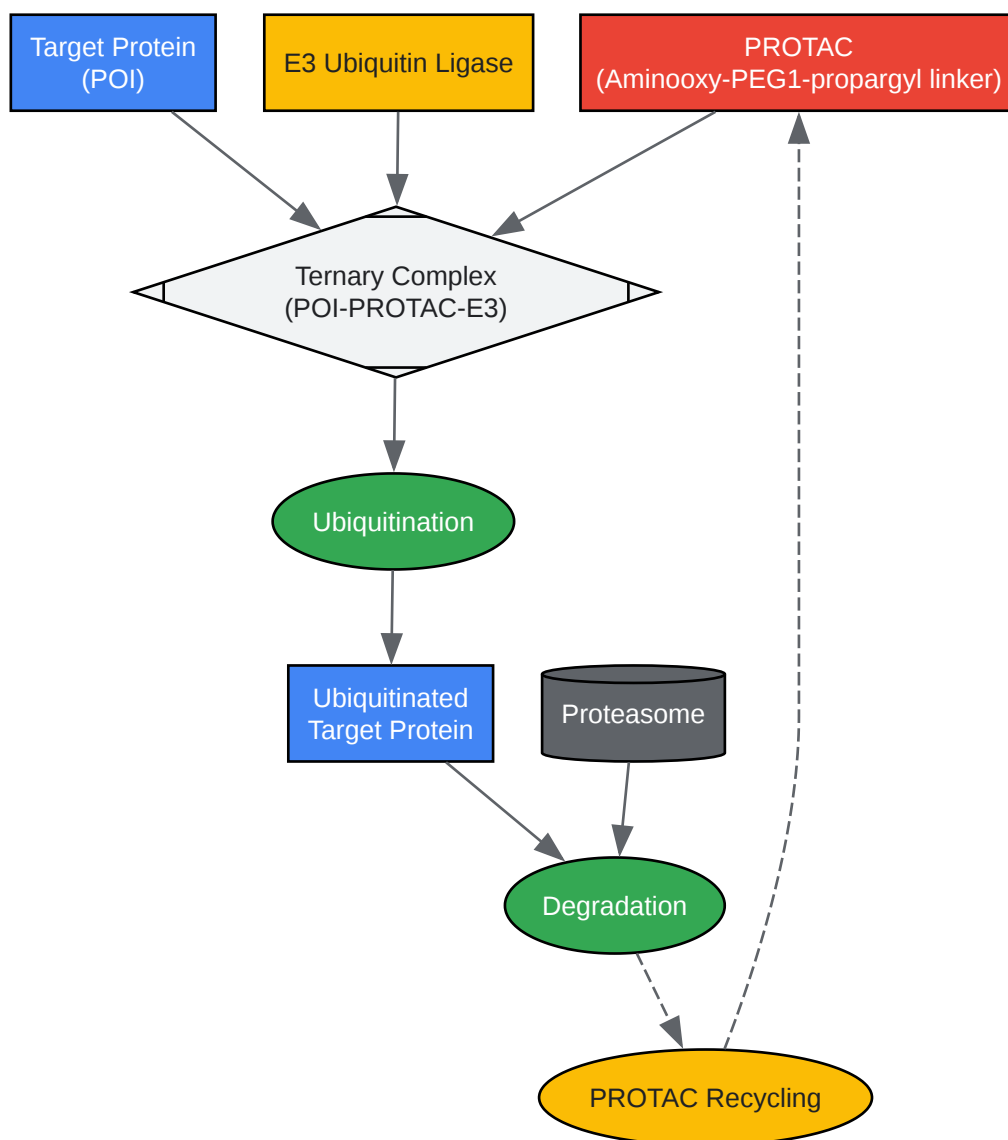 Target Protein
(POI)
E3 Ubiquitin Ligase
PROTAC
(Aminooxy-PEG1-propargyl linker)
Ternary Complex
(POI-PROTAC-E3)
Ubiquitination
Ubiquitinated
Target Protein
Proteasome
Degradation
PROTAC Recycling